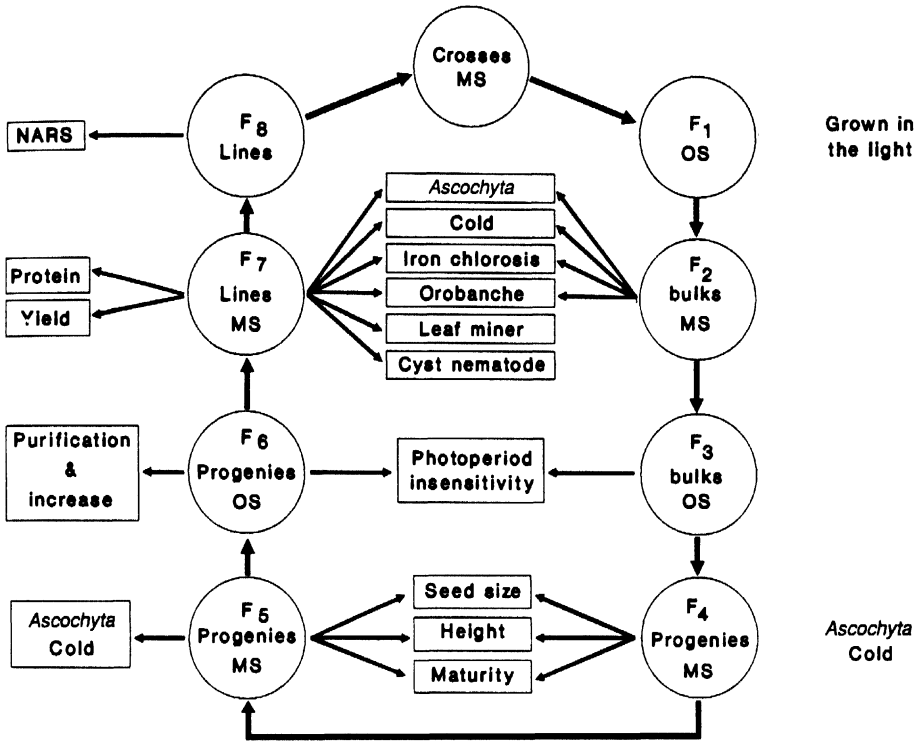 Crosses
MS
F8
Lines
NARS
F1
OS
Grown in
the light
Ascochyta
Cold
Iron chlorosis
Orobanche
Leaf miner
Cyst nematode
F7
Lines
MS
Protein
Yield
F2
bulks
MS
F6
Progenies
OS
Purification
&
increase
Photoperiod
insensitivity
F3
bulks
OS
F5
Progenies
MS
Ascochyta
Cold
Seed size
Height
Maturity
F4
Progenies
MS
Ascochyta
Cold